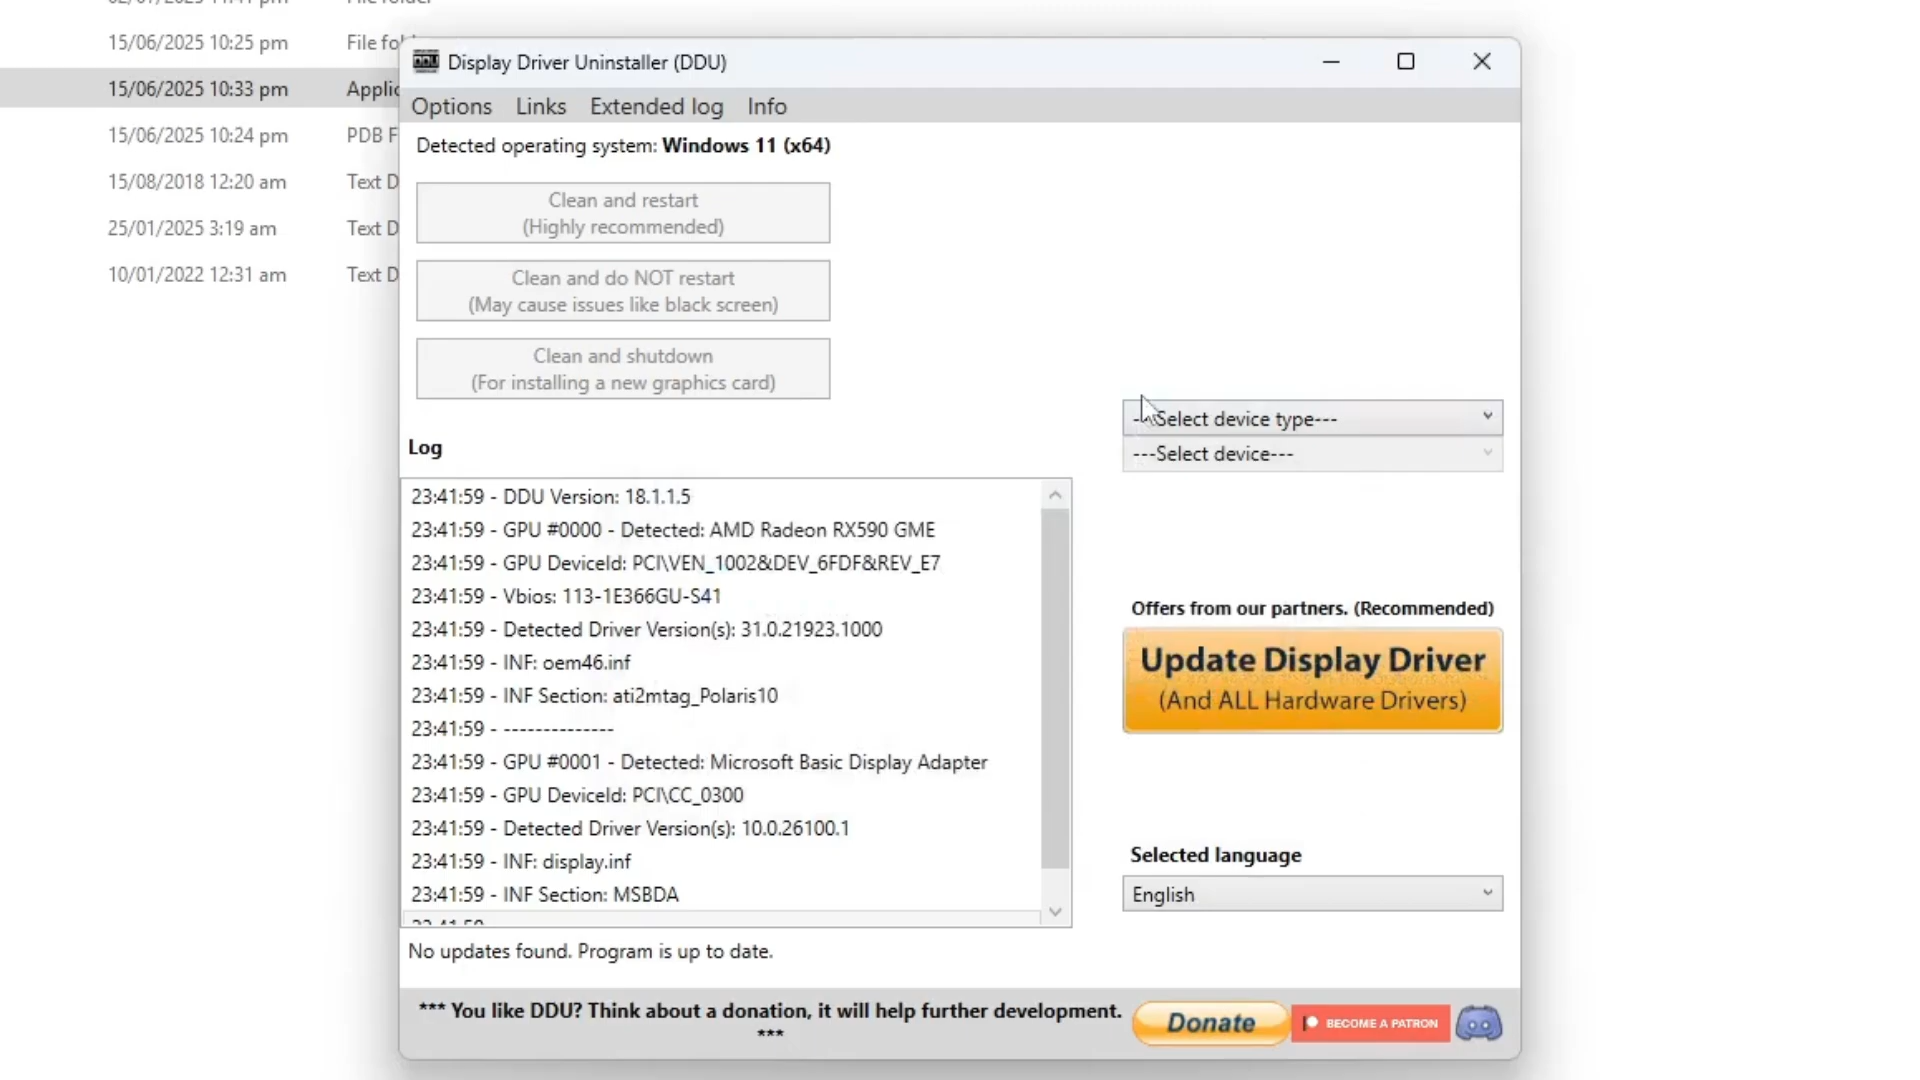 15/06/2025 10:25 pm
15/06/2025 10:33 pm
15/06/2025 10:24 pm
PDB F
15/08/2018 12:20 am
Text D
25/01/2025 3:19 am
Text D
10/01/2022 12:31 am
Text D
Display Driver Uninstaller (DDU)
Options Links Extended log Info
Detected operating system: Windows 11 (x64)
Clean and restart
(Highly recommended)
Clean and do NOT restart
(May cause issues like black screen)
Clean and shutdown
(For installing a new graphics card)
Log
23:41:59 - DDU Version: 18.1.1.5
23:41:59 - GPU #0000 - Detected: AMD Radeon RX590 GME
23:41:59 - GPU DeviceId: PCI\VEN_1002&DEV_6FDF&REV_E7
23:41:59 - Vbios: 113-1E366GU-S41
23:41:59 - Detected Driver Version(s): 31.0.21923.1000
23:41:59 - INF: oem46.inf
23:41:59 - INF Section: ati2mtag_Polaris10
23:41:59 - --------------
23:41:59 - GPU #0001 - Detected: Microsoft Basic Display Adapter
23:41:59 - GPU DeviceId: PCI\CC_0300
23:41:59 - Detected Driver Version(s): 10.0.26100.1
23:41:59 - INF: display.inf
23:41:59 - INF Section: MSBDA
No updates found. Program is up to date.
---Select device type---
---Select device---
Offers from our partners. (Recommended)
Update Display Driver
(And ALL Hardware Drivers)
Selected language
English
*** You like DDU? Think about a donation, it will help further development.
***
Donate
BECOME A PATRON